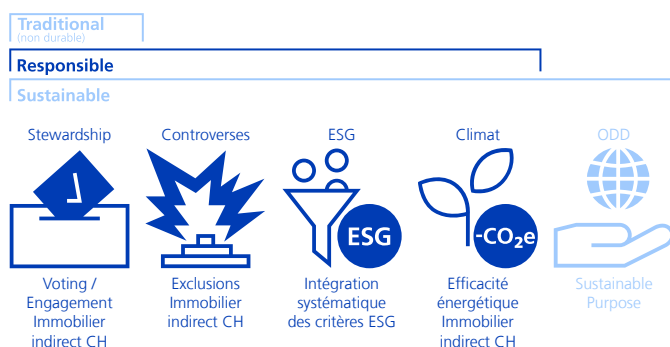 Traditional
(non durable)
Responsible
Sustainable
Stewardship
Controverses
ESG
Climat
ODD
ESG
-CO₂e
Voting /
Engagement
Immobilier
indirect CH
Exclusions
Immobilier
indirect CH
Intégration
systématique
des critères ESG
Efficacité
énergétique
Immobilier
indirect CH
Sustainable
Purpose